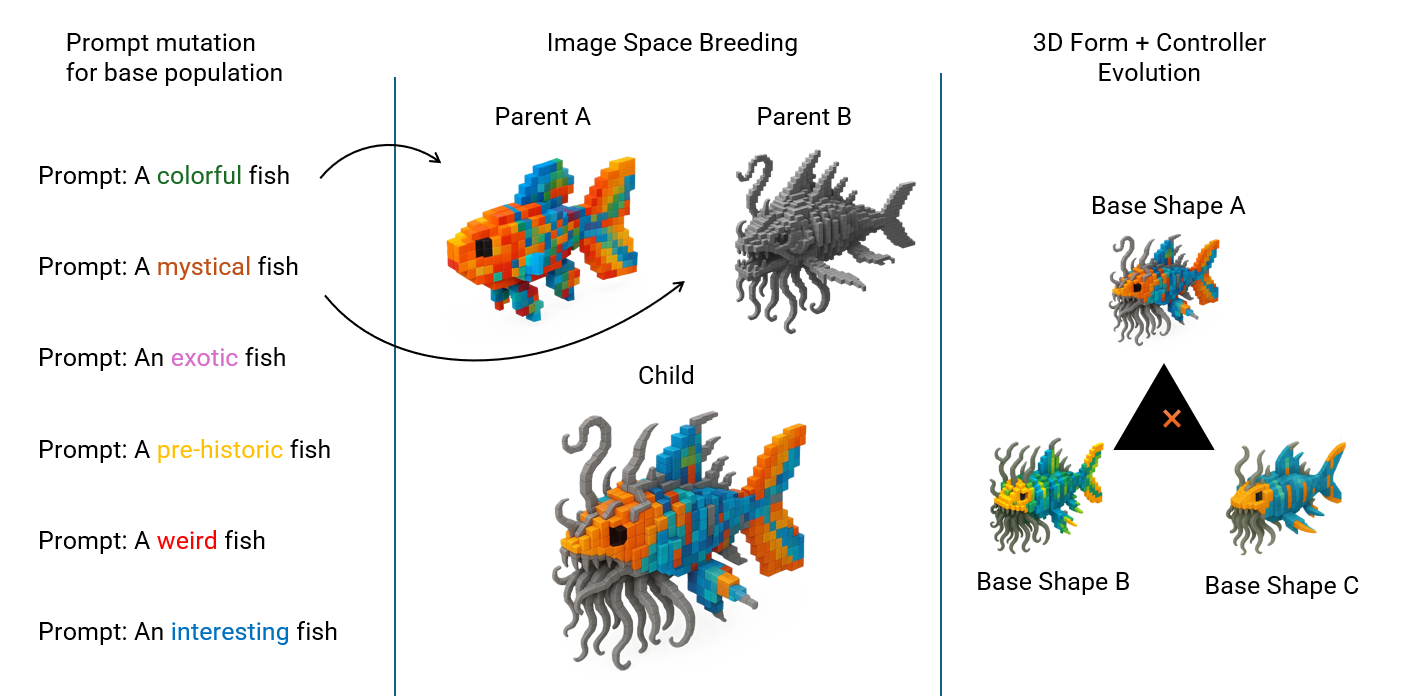 Prompt mutation
for base population
Prompt: A colorful fish
Prompt: A mystical fish
Prompt: An exotic fish
Prompt: A pre-historic fish
Prompt: A weird fish
Prompt: An interesting fish
Image Space Breeding
Parent A
Parent B
Child
3D Form + Controller
Evolution
Base Shape A
Base Shape B
Base Shape C